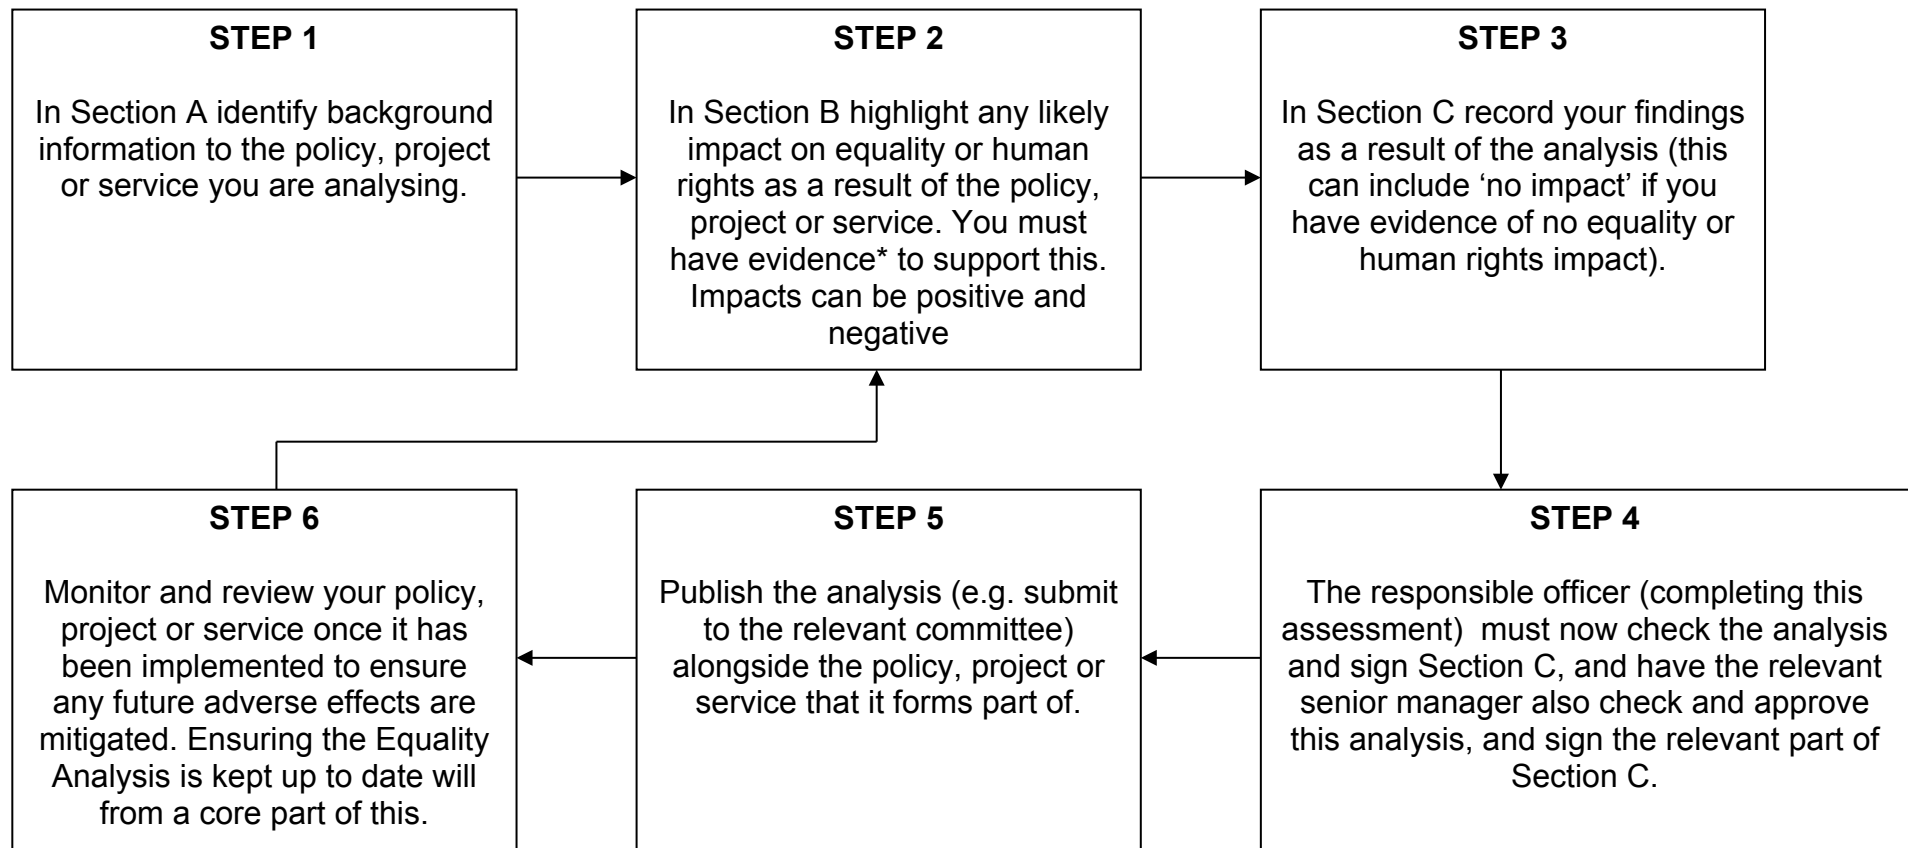 STEP 1
In Section A identify background
information to the policy, project
or service you are analysing.
STEP 2
In Section B highlight any likely
impact on equality or human
rights as a result of the policy,
project or service. You must
have evidence* to support this.
Impacts can be positive and
negative
STEP 3
In Section C record your findings
as a result of the analysis (this
can include ‘no impact’ if you
have evidence of no equality or
human rights impact).
STEP 4
The responsible officer (completing this
assessment)  must now check the analysis
and sign Section C, and have the relevant
senior manager also check and approve
this analysis, and sign the relevant part of
Section C.
STEP 5
Publish the analysis (e.g. submit
to the relevant committee)
alongside the policy, project or
service that it forms part of.
STEP 6
Monitor and review your policy,
project or service once it has
been implemented to ensure
any future adverse effects are
mitigated. Ensuring the Equality
Analysis is kept up to date will
from a core part of this.